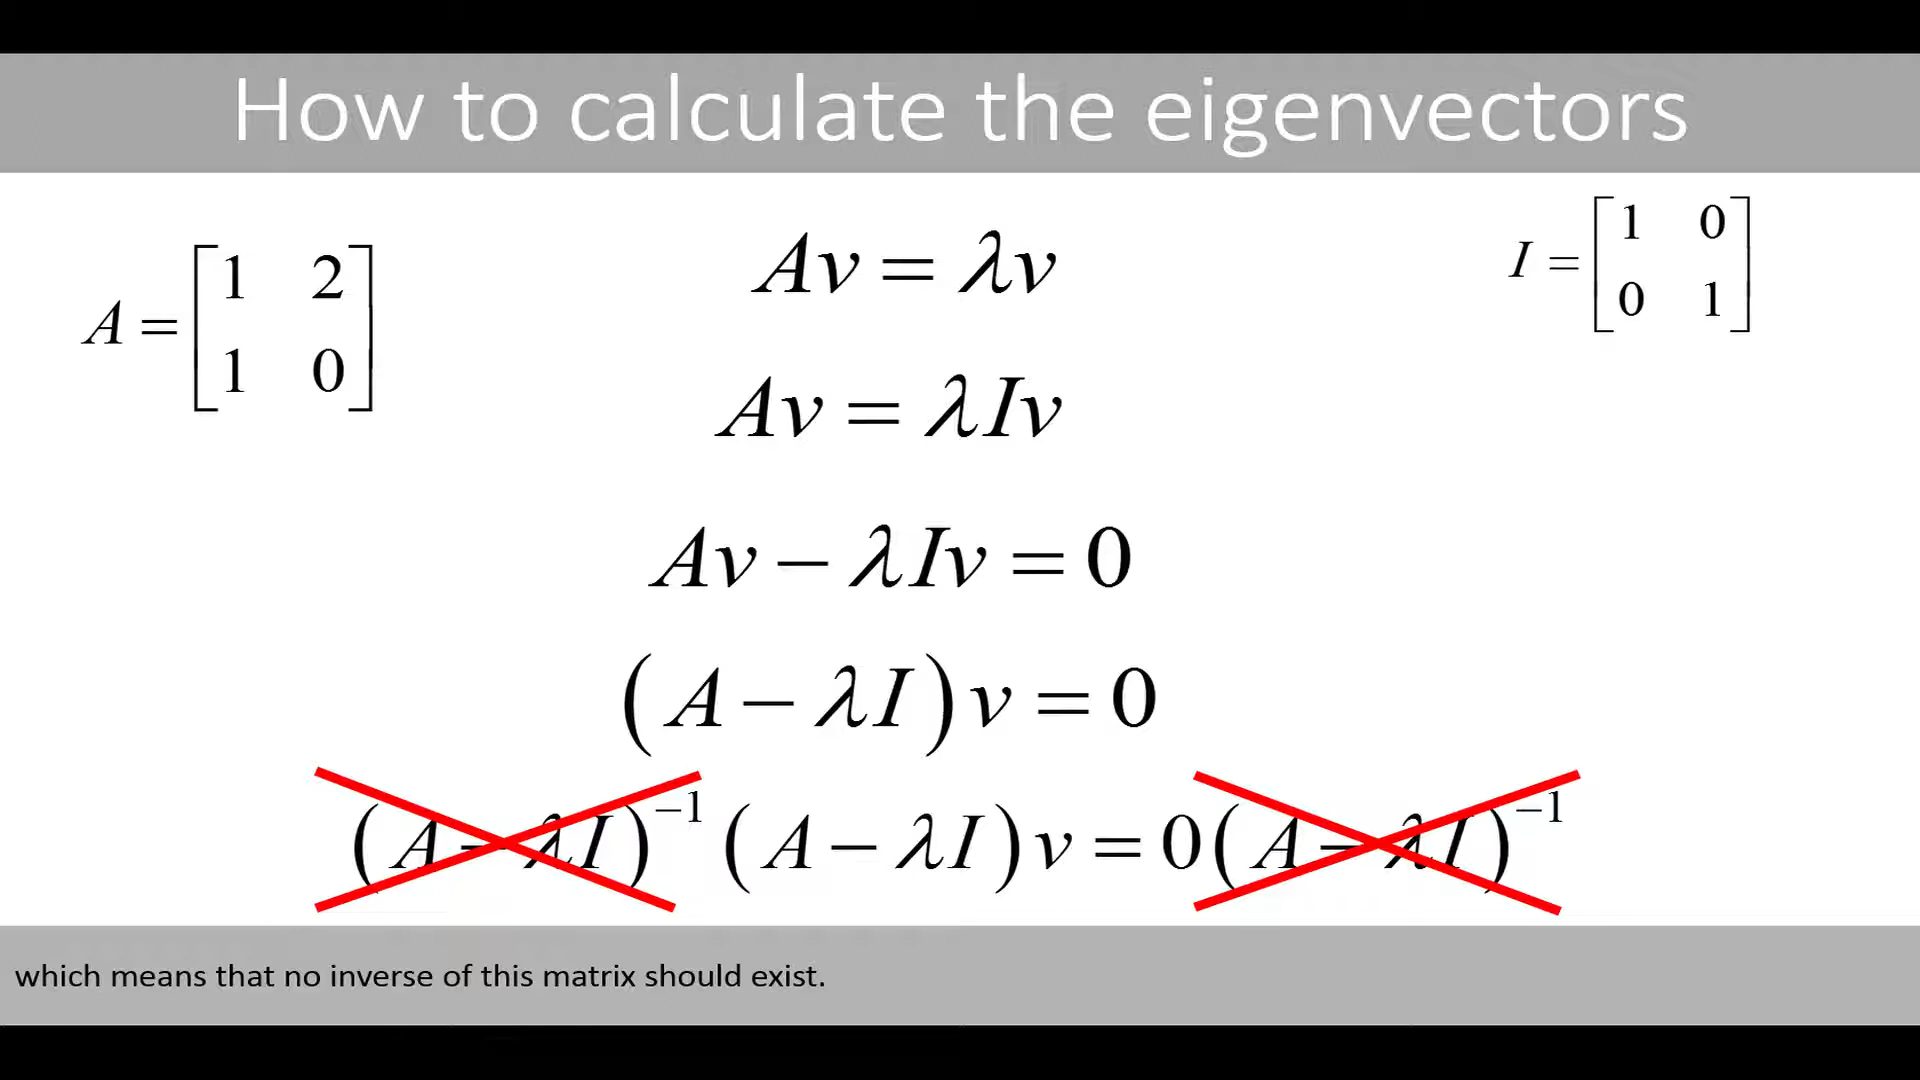 How to calculate the eigenvectors
A = [1 2
1 0]
I = [1 0
0 1]
Av = λv
Av = λIv
Av − λIv = 0
(A − λI)v = 0
(A − λI)⁻¹ (A − λI)v = 0(A − λI)⁻¹
which means that no inverse of this matrix should exist.